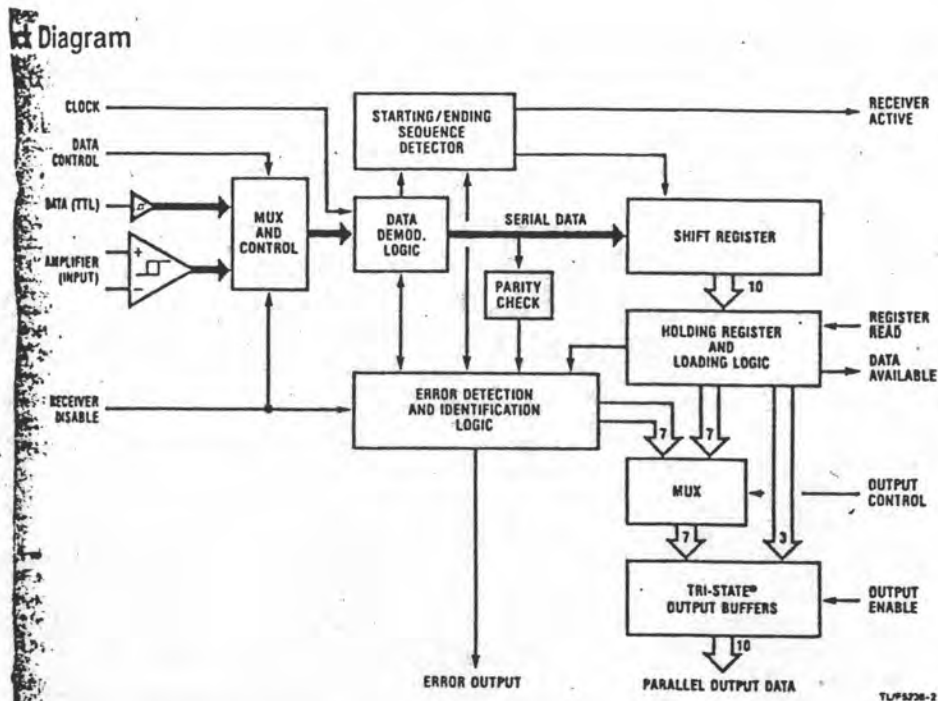 d Diagram
CLOCK
DATA
CONTROL
DATA (TTL)
AMPLIFIER
(INPUT)
+
−
RECEIVER
DISABLE
MUX
AND
CONTROL
STARTING/ENDING
SEQUENCE
DETECTOR
DATA
DEMOD.
LOGIC
SERIAL DATA
PARITY
CHECK
ERROR DETECTION
AND IDENTIFICATION
LOGIC
ERROR OUTPUT
RECEIVER
ACTIVE
SHIFT REGISTER
10
HOLDING REGISTER
AND
LOADING LOGIC
REGISTER
READ
DATA
AVAILABLE
7
7
MUX
OUTPUT
CONTROL
7
3
TRI-STATE®
OUTPUT BUFFERS
OUTPUT
ENABLE
10
PARALLEL OUTPUT DATA